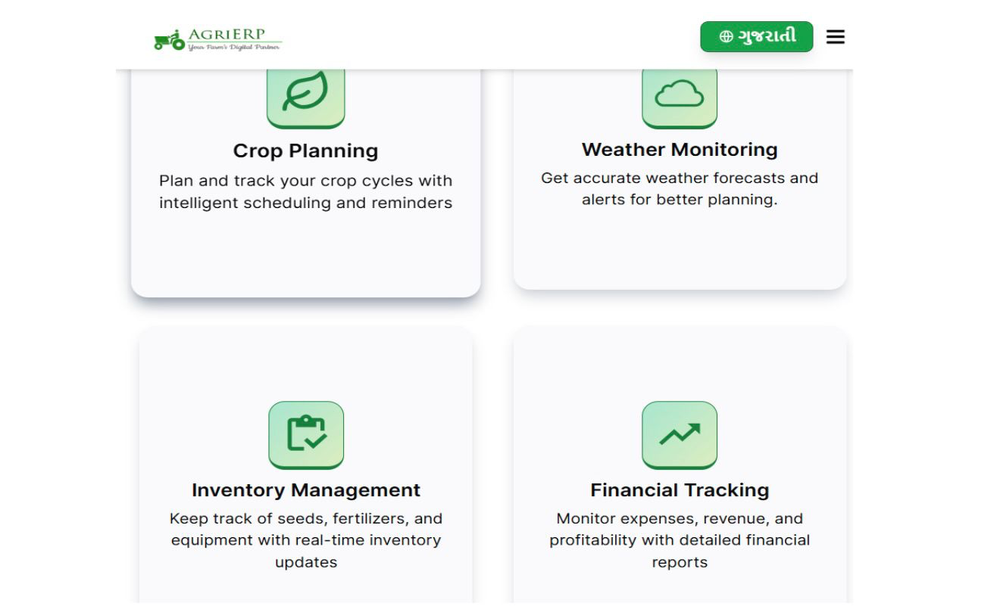 AGRIERP
Your Farm's Digital Partner
ગુજરાતી
Crop Planning
Plan and track your crop cycles with
intelligent scheduling and reminders
Weather Monitoring
Get accurate weather forecasts and
alerts for better planning.
Inventory Management
Keep track of seeds, fertilizers, and
equipment with real-time inventory
updates
Financial Tracking
Monitor expenses, revenue, and
profitability with detailed financial
reports